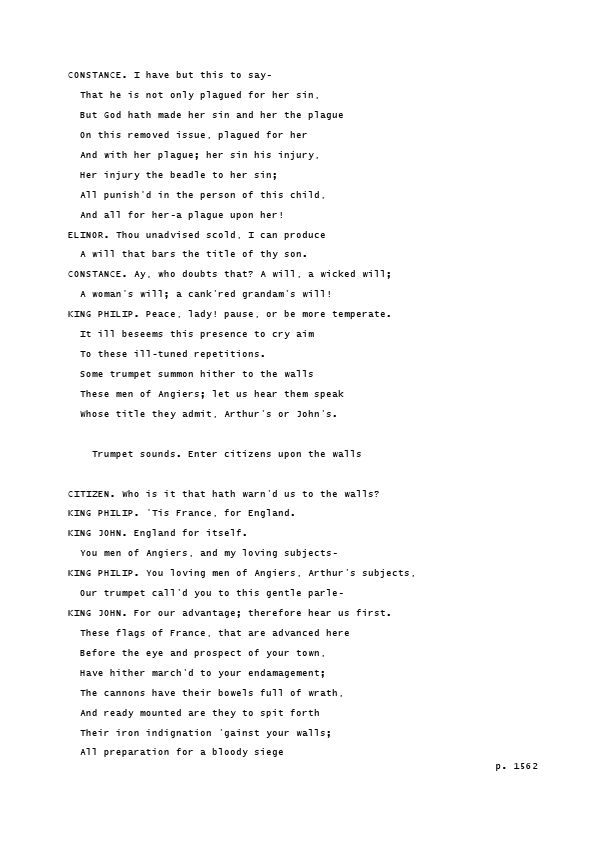 CONSTANCE. I have but this to say-
That he is not only plagued for her sin,
But God hath made her sin and her the plague
On this removed issue, plagued for her
And with her plague; her sin his injury,
Her injury the beadle to her sin;
All punish'd in the person of this child,
And all for her-a plague upon her!
ELINOR. Thou unadvised scold, I can produce
A will that bars the title of thy son.
CONSTANCE. Ay, who doubts that? A will, a wicked will;
A woman's will; a cank'red grandam's will!
KING PHILIP. Peace, lady! pause, or be more temperate.
It ill beseems this presence to cry aim
To these ill-tuned repetitions.
Some trumpet summon hither to the walls
These men of Angiers; let us hear them speak
Whose title they admit, Arthur's or John's.
Trumpet sounds. Enter citizens upon the walls
CITIZEN. Who is it that hath warn'd us to the walls?
KING PHILIP. 'Tis France, for England.
KING JOHN. England for itself.
You men of Angiers, and my loving subjects-
KING PHILIP. You loving men of Angiers, Arthur's subjects,
Our trumpet call'd you to this gentle parle-
KING JOHN. For our advantage; therefore hear us first.
These flags of France, that are advanced here
Before the eye and prospect of your town,
Have hither march'd to your endamagement;
The cannons have their bowels full of wrath,
And ready mounted are they to spit forth
Their iron indignation 'gainst your walls;
All preparation for a bloody siege
p. 1562